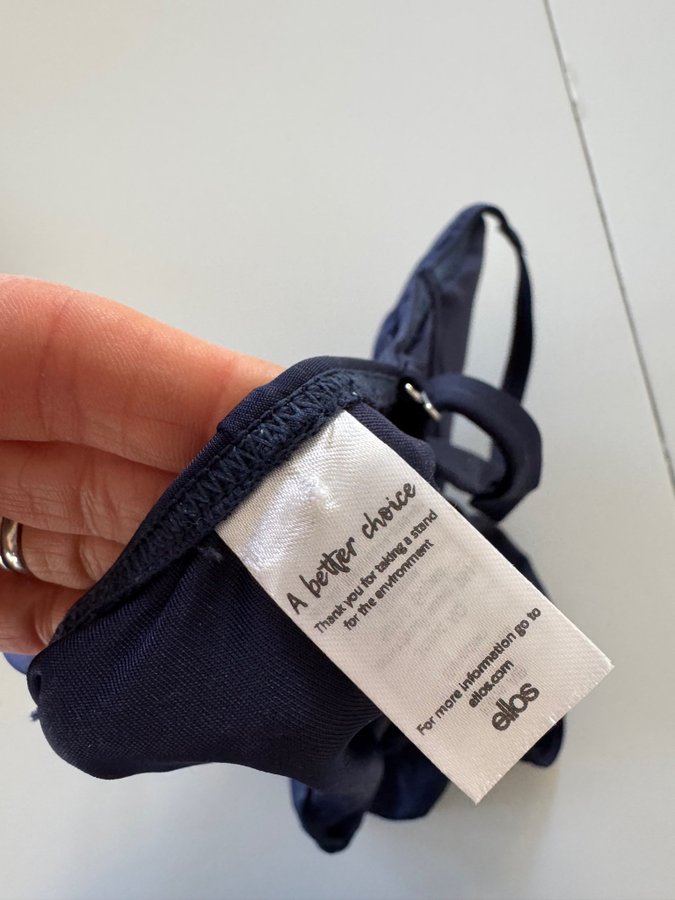 A better choice
Thank you for taking a stand
for the environment
For more information go to
ellos.com
ellos